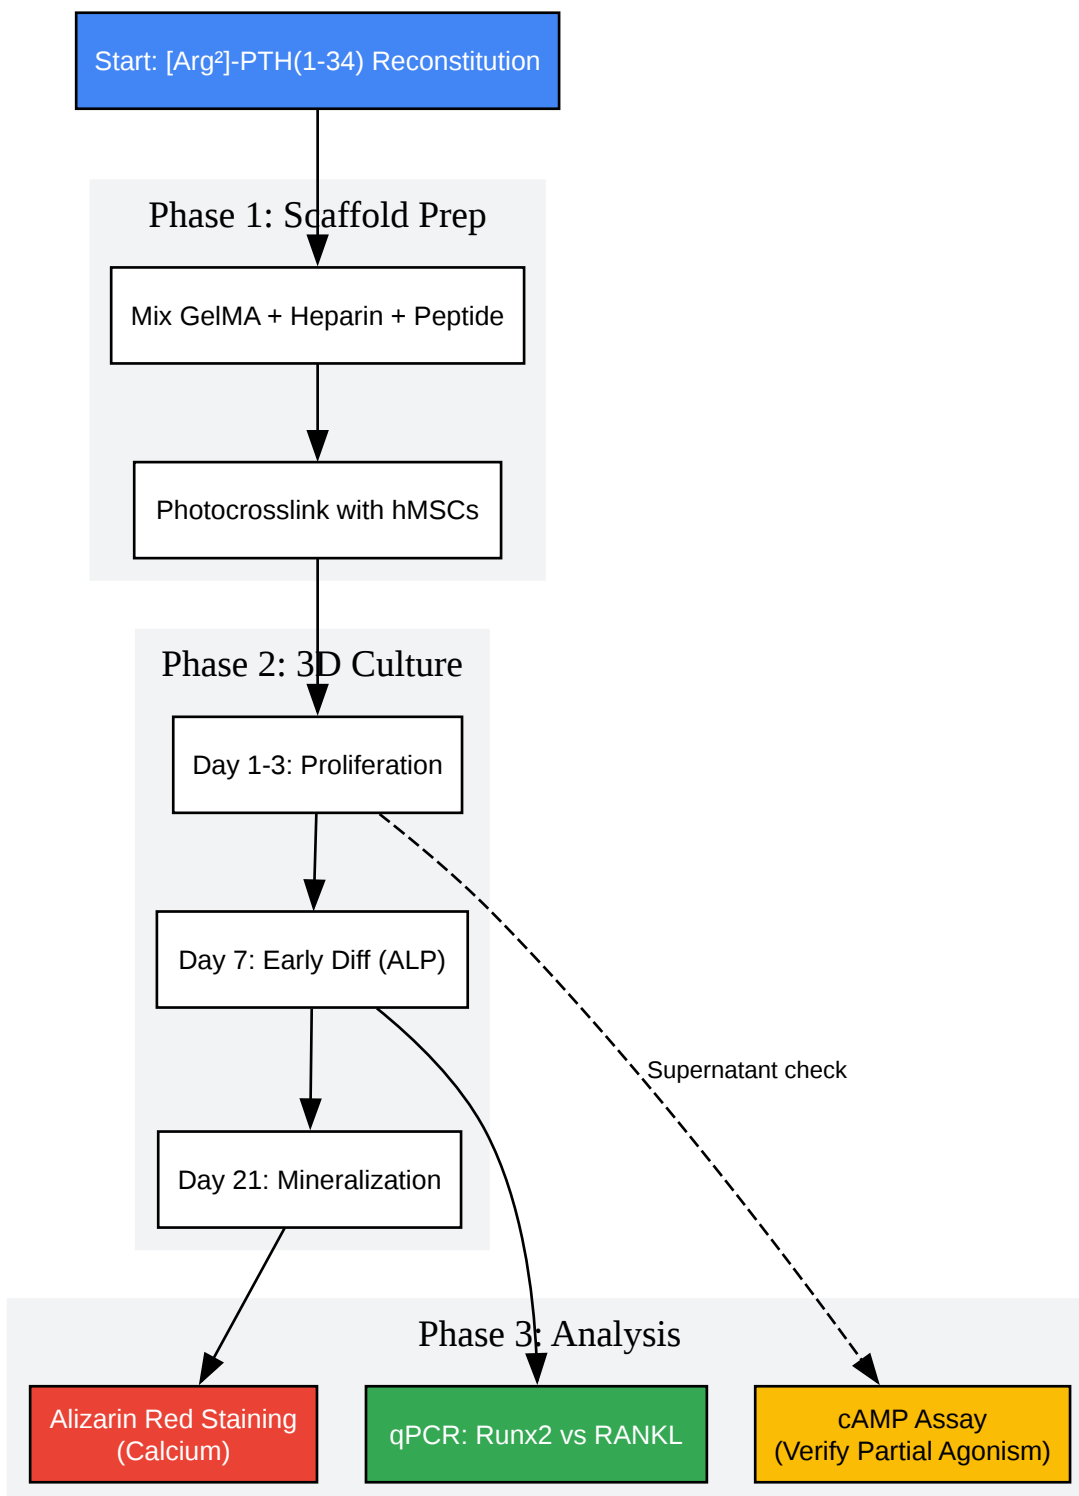 Start: [Arg²]-PTH(1-34) Reconstitution
Phase 1: Scaffold Prep
Mix GelMA + Heparin + Peptide
Photocrosslink with hMSCs
Phase 2: 3D Culture
Day 1-3: Proliferation
Day 7: Early Diff (ALP)
Supernatant check
Day 21: Mineralization
Phase 3: Analysis
Alizarin Red Staining
(Calcium)
qPCR: Runx2 vs RANKL
cAMP Assay
(Verify Partial Agonism)